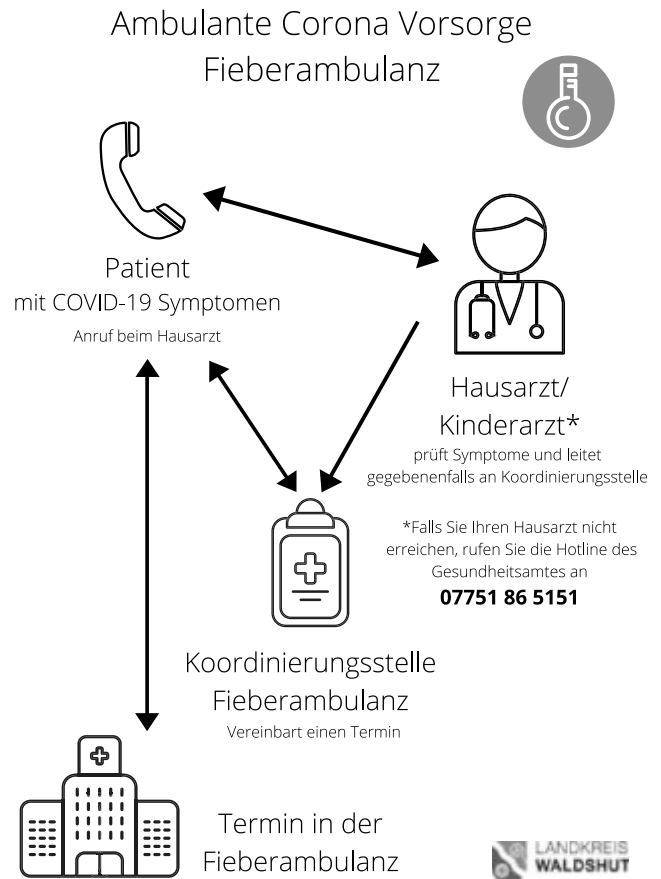 Ambulante Corona Vorsorge
Fieberambulanz
Patient
mit COVID-19 Symptomen
Anruf beim Hausarzt
Hausarzt/
Kinderarzt*
prüft Symptome und leitet
gegebenenfalls an Koordinierungsstelle
*Falls Sie Ihren Hausarzt nicht
erreichen, rufen Sie die Hotline des
Gesundheitsamtes an
07751 86 5151
Koordinierungsstelle
Fieberambulanz
Vereinbart einen Termin
Termin in der
Fieberambulanz
LANDKREIS
WALDSHUT